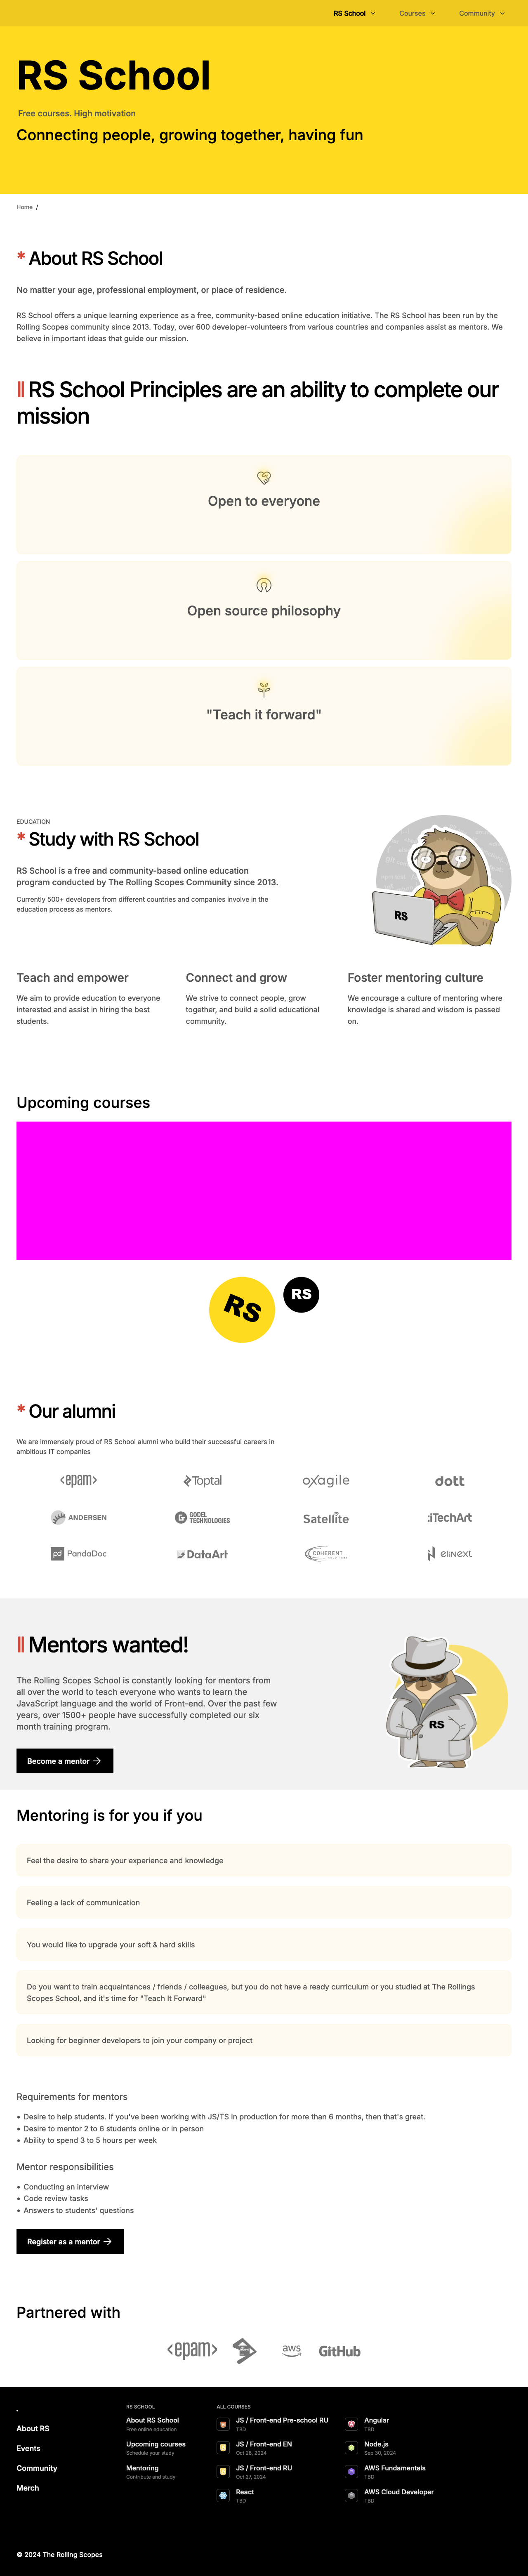 RS School
Courses
Community
RS School
Free courses. High motivation
Connecting people, growing together, having fun
Home /
* About RS School
No matter your age, professional employment, or place of residence.
RS School offers a unique learning experience as a free, community-based online education initiative. The RS School has been run by the
Rolling Scopes community since 2013. Today, over 600 developer-volunteers from various countries and companies assist as mentors. We
believe in important ideas that guide our mission.
RS School Principles are an ability to complete our
mission
Open to everyone
Open source philosophy
"Teach it forward"
EDUCATION
* Study with RS School
RS School is a free and community-based online education
program conducted by The Rolling Scopes Community since 2013.
Currently 500+ developers from different countries and companies involve in the
education process as mentors.
RS
Teach and empower
We aim to provide education to everyone
interested and assist in hiring the best
students.
Connect and grow
We strive to connect people, grow
together, and build a solid educational
community.
Foster mentoring culture
We encourage a culture of mentoring where
knowledge is shared and wisdom is passed
on.
Upcoming courses
RS
RS
* Our alumni
We are immensely proud of RS School alumni who build their successful careers in
ambitious IT companies
<epam>
Toptal
oxagile
dott
ANDERSEN
GODEL
TECHNOLOGIES
Satellite
iTechArt
pd PandaDoc
DataArt
COHERENT
SOLUTIONS
elinext
Mentors wanted!
The Rolling Scopes School is constantly looking for mentors from
all over the world to teach everyone who wants to learn the
JavaScript language and the world of Front-end. Over the past few
years, over 1500+ people have successfully completed our six
month training program.
Become a mentor
RS
Mentoring is for you if you
Feel the desire to share your experience and knowledge
Feeling a lack of communication
You would like to upgrade your soft & hard skills
Do you want to train acquaintances / friends / colleagues, but you do not have a ready curriculum or you studied at The Rollings
Scopes School, and it's time for "Teach It Forward"
Looking for beginner developers to join your company or project
Requirements for mentors
• Desire to help students. If you've been working with JS/TS in production for more than 6 months, then that's great.
• Desire to mentor 2 to 6 students online or in person
• Ability to spend 3 to 5 hours per week
Mentor responsibilities
• Conducting an interview
• Code review tasks
• Answers to students' questions
Register as a mentor
Partnered with
<epam>
aws
GitHub
About RS
Events
Community
Merch
RS SCHOOL
About RS School
Free online education
Upcoming courses
Schedule your study
Mentoring
Contribute and study
ALL COURSES
JS / Front-end Pre-school RU
TBD
JS / Front-end EN
Oct 28, 2024
JS / Front-end RU
Oct 27, 2024
React
TBD
Angular
TBD
Node.js
Sep 30, 2024
AWS Fundamentals
TBD
AWS Cloud Developer
TBD
© 2024 The Rolling Scopes